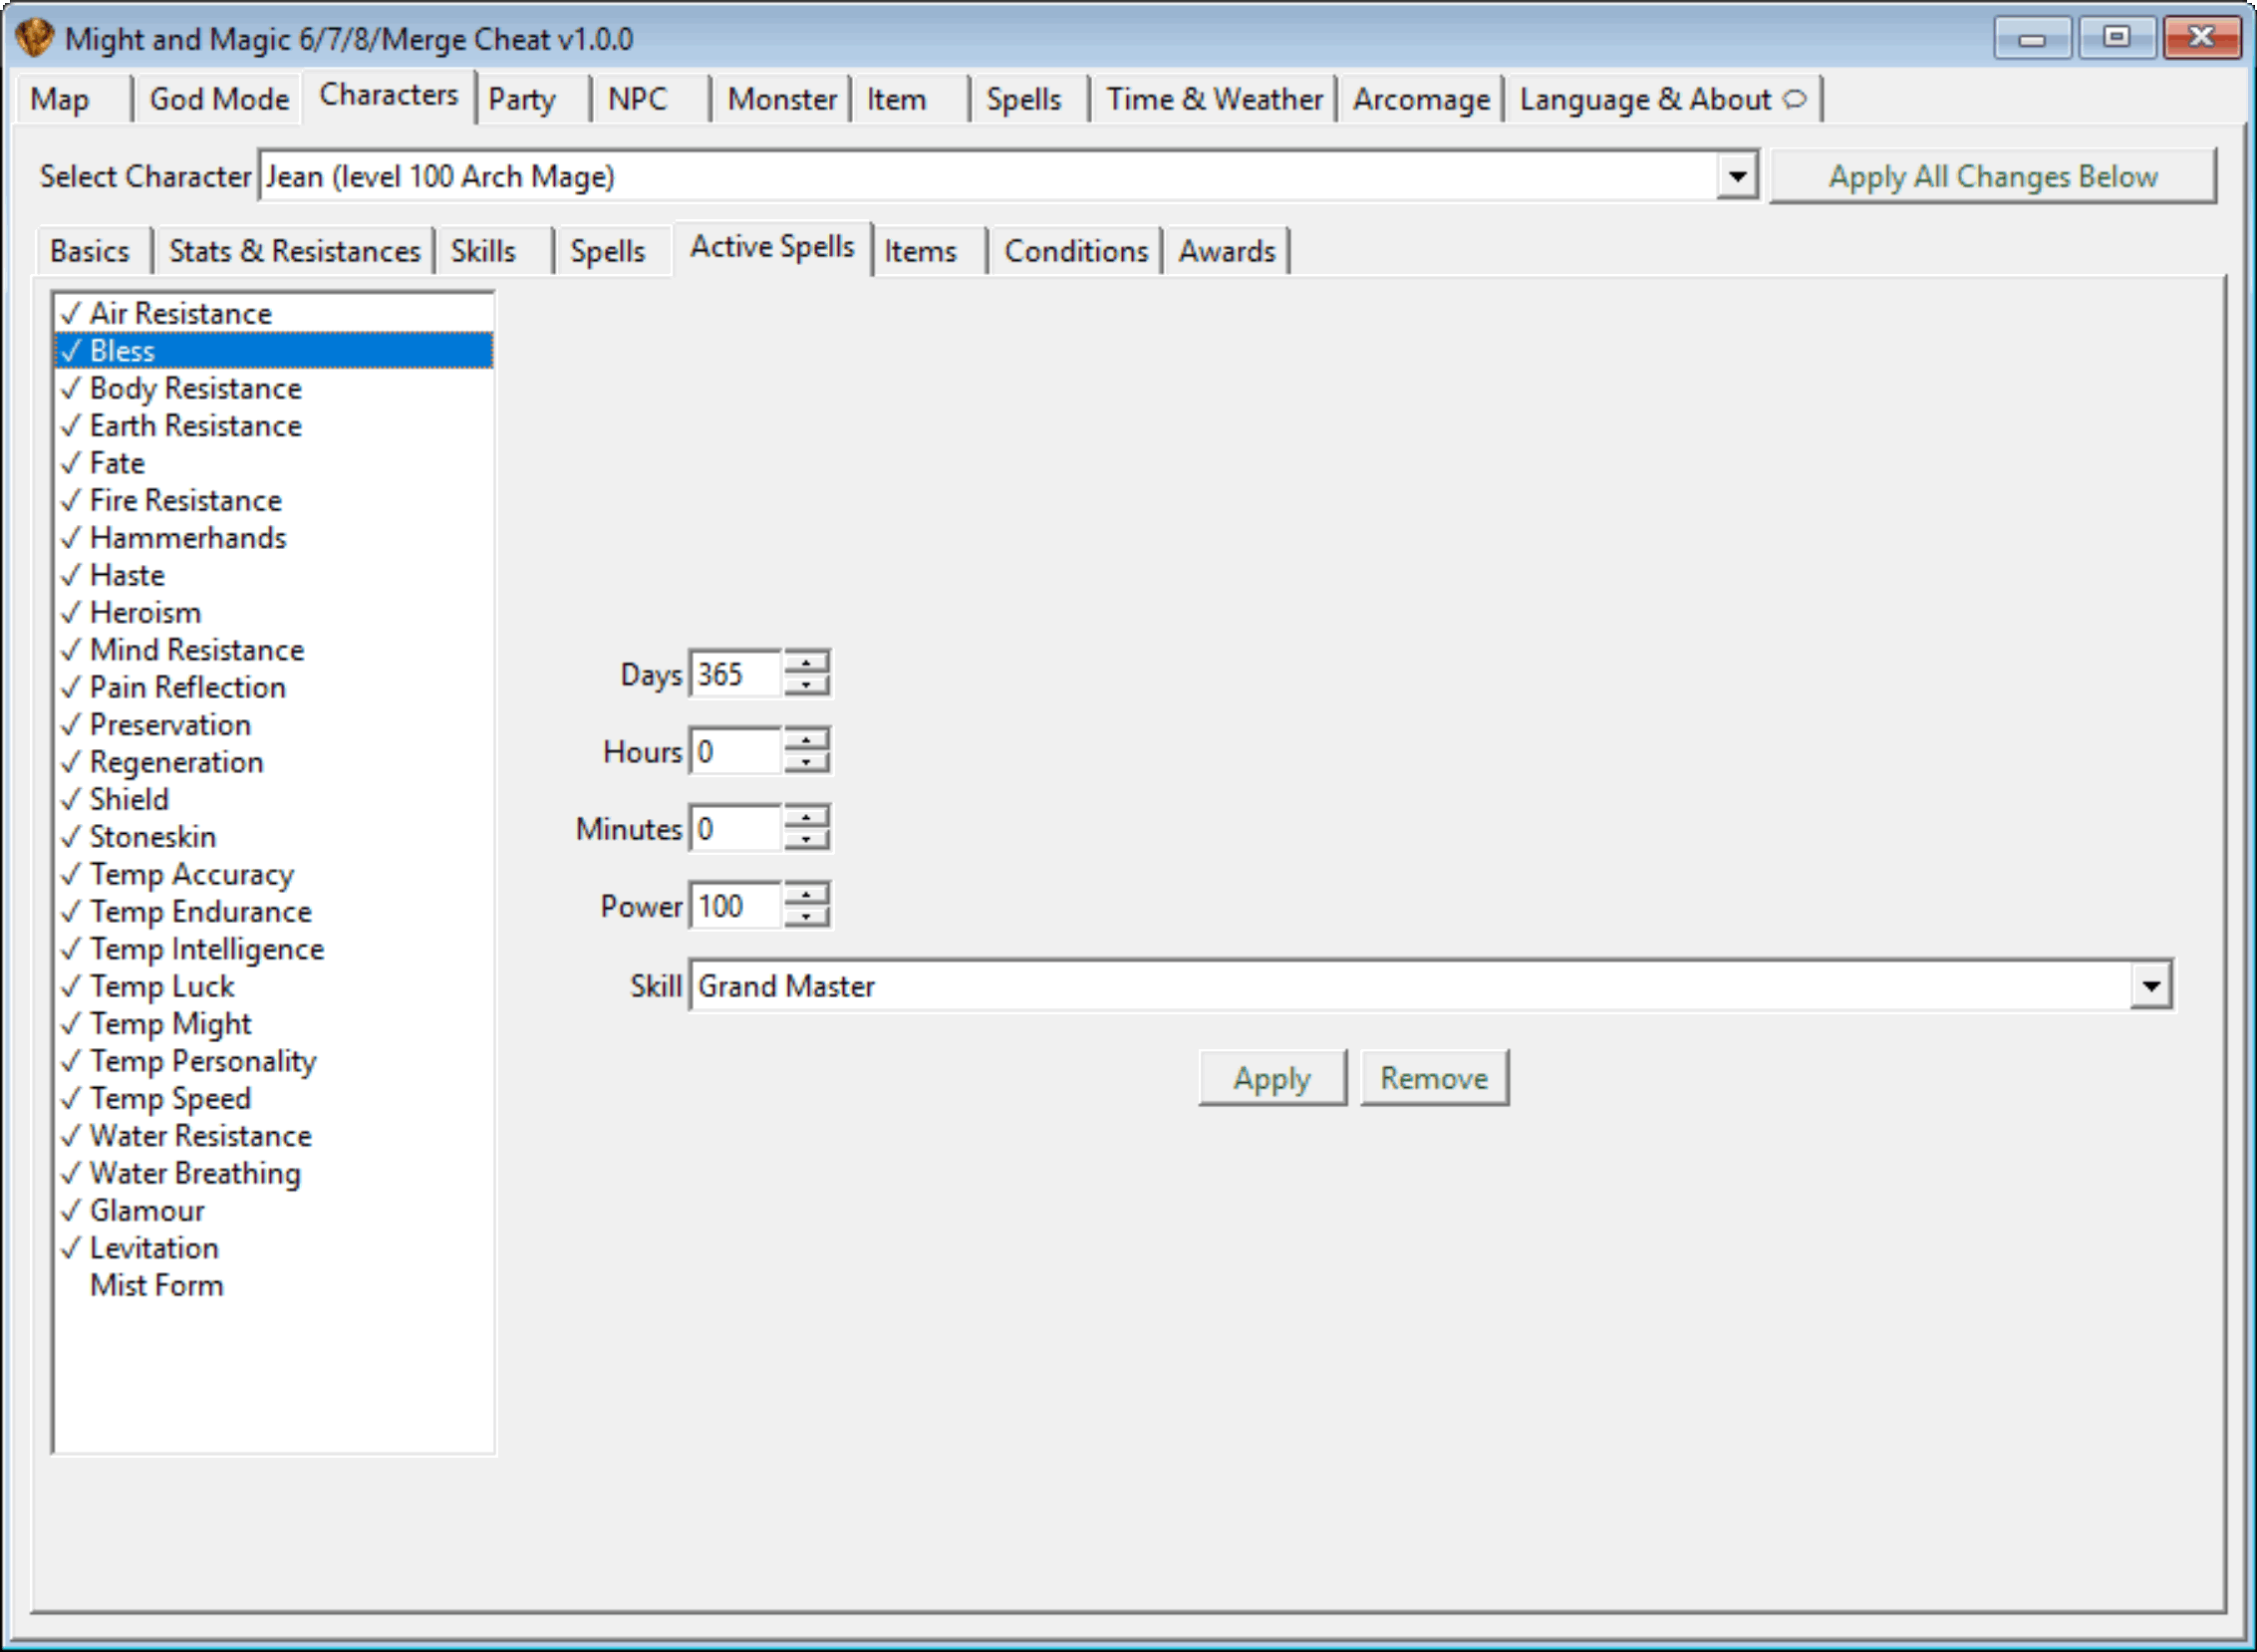 Might and Magic 6/7/8/Merge Cheat v1.0.0
Map God Mode Characters Party NPC Monster Item Spells Time & Weather Arcomage Language & About
Select Character Jean (level 100 Arch Mage) Apply All Changes Below
Basics Stats & Resistances Skills Spells Active Spells Items Conditions Awards
✓ Air Resistance
✓ Bless
✓ Body Resistance
✓ Earth Resistance
✓ Fate
✓ Fire Resistance
✓ Hammerhands
✓ Haste
✓ Heroism
✓ Mind Resistance
✓ Pain Reflection
✓ Preservation
✓ Regeneration
✓ Shield
✓ Stoneskin
✓ Temp Accuracy
✓ Temp Endurance
✓ Temp Intelligence
✓ Temp Luck
✓ Temp Might
✓ Temp Personality
✓ Temp Speed
✓ Water Resistance
✓ Water Breathing
✓ Glamour
✓ Levitation
Mist Form
Days 365
Hours 0
Minutes 0
Power 100
Skill Grand Master
Apply Remove